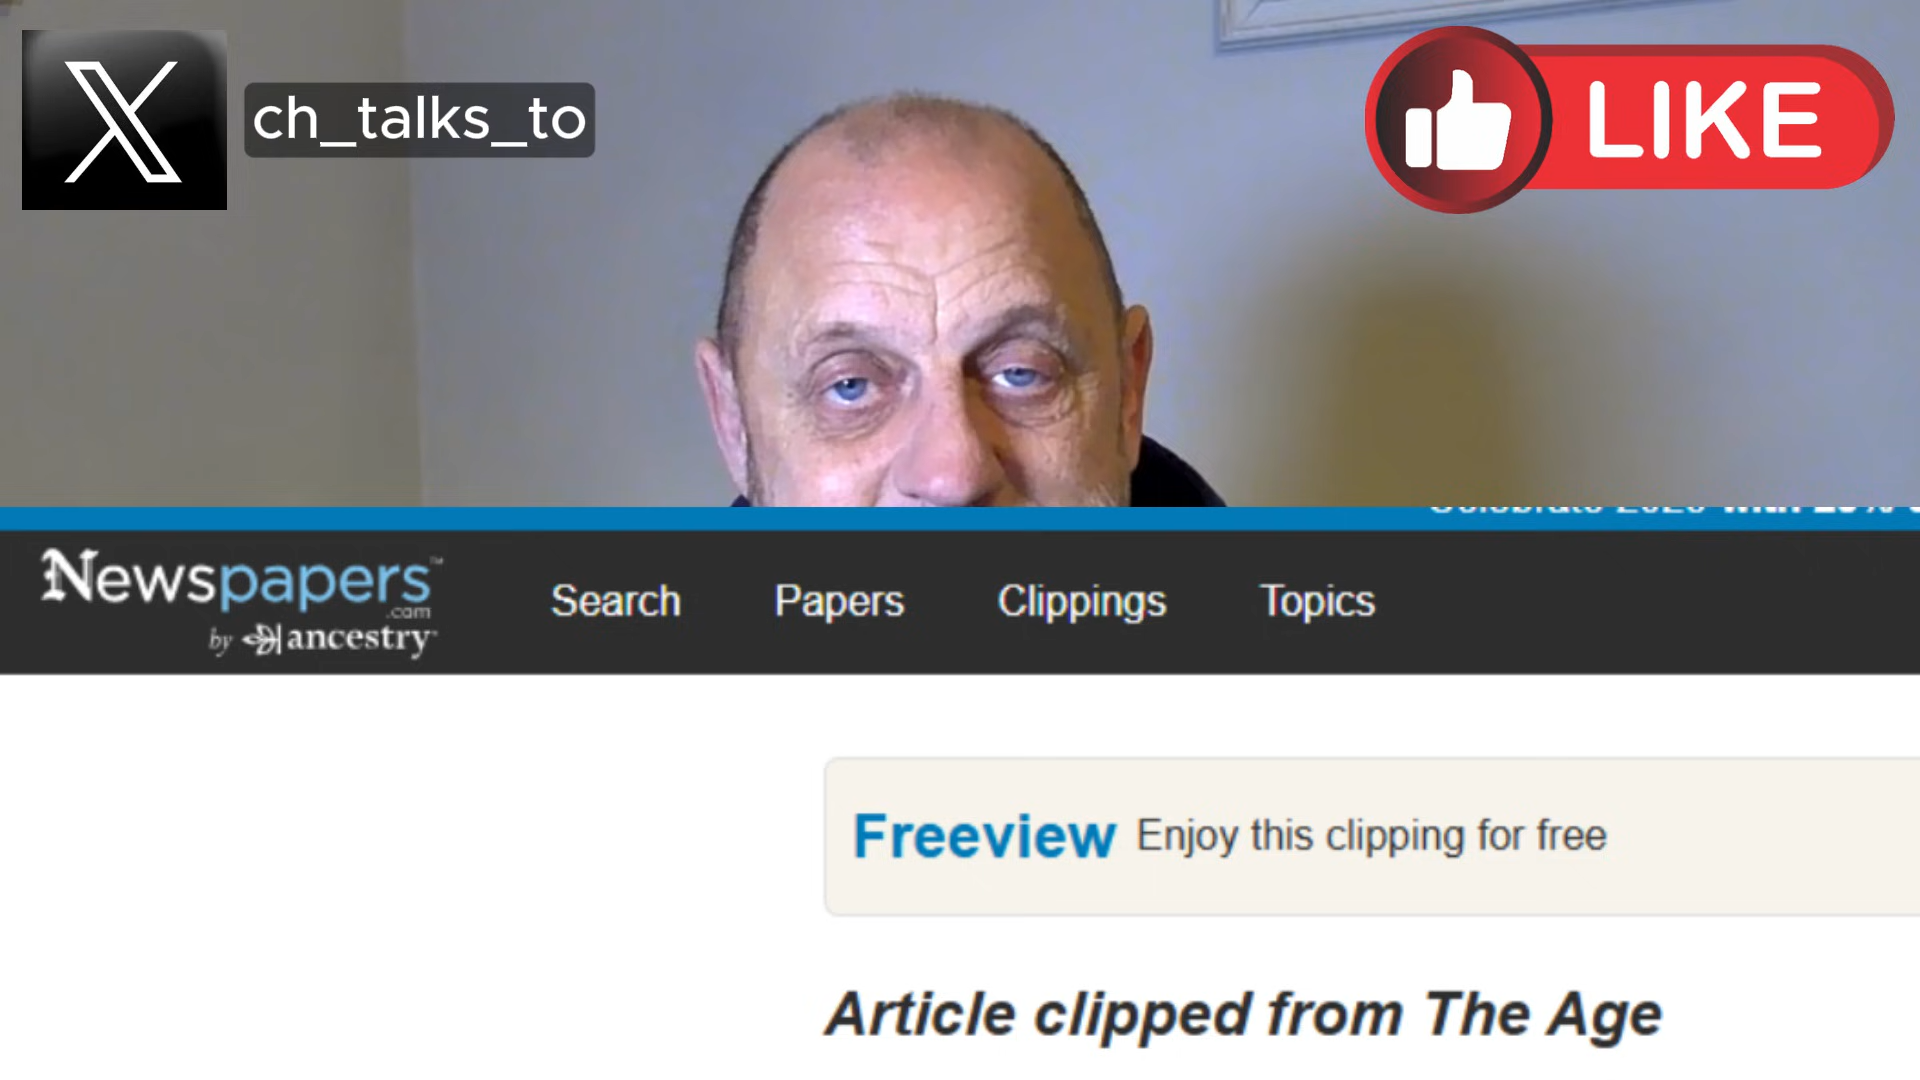 X
ch_talks_to
LIKE
Newspapers™
.com
by ancestry
Search
Papers
Clippings
Topics
Freeview Enjoy this clipping for free
Article clipped from The Age